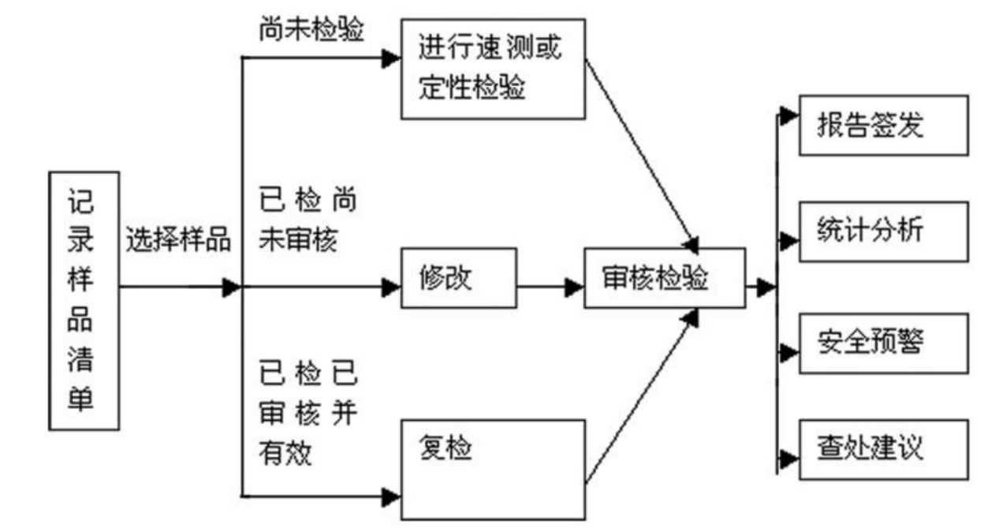 记
录
样
品
清
单
选择样品
尚未检验
进行速测或
定性检验
已检尚
未审核
修改
审核检验
已检已
审核并
有效
复检
报告签发
统计分析
安全预警
查处建议